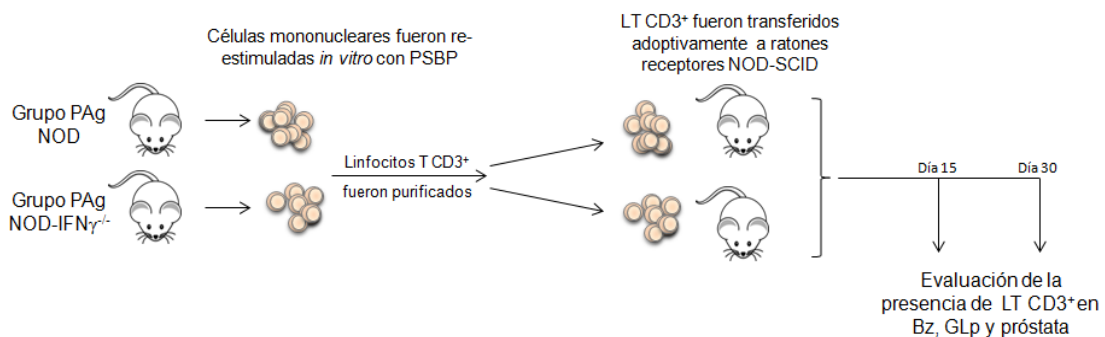 Células mononucleares fueron re-
estimuladas in vitro con PSBP
LT CD3⁺ fueron transferidos
adoptivamente a ratones
receptores NOD-SCID
Grupo PAg
NOD
Grupo PAg
NOD-IFNγ⁻/⁻
Linfocitos T CD3⁺
fueron purificados
Día 15
Día 30
Evaluación de la
presencia de LT CD3⁺ en
Bz, GLp y próstata